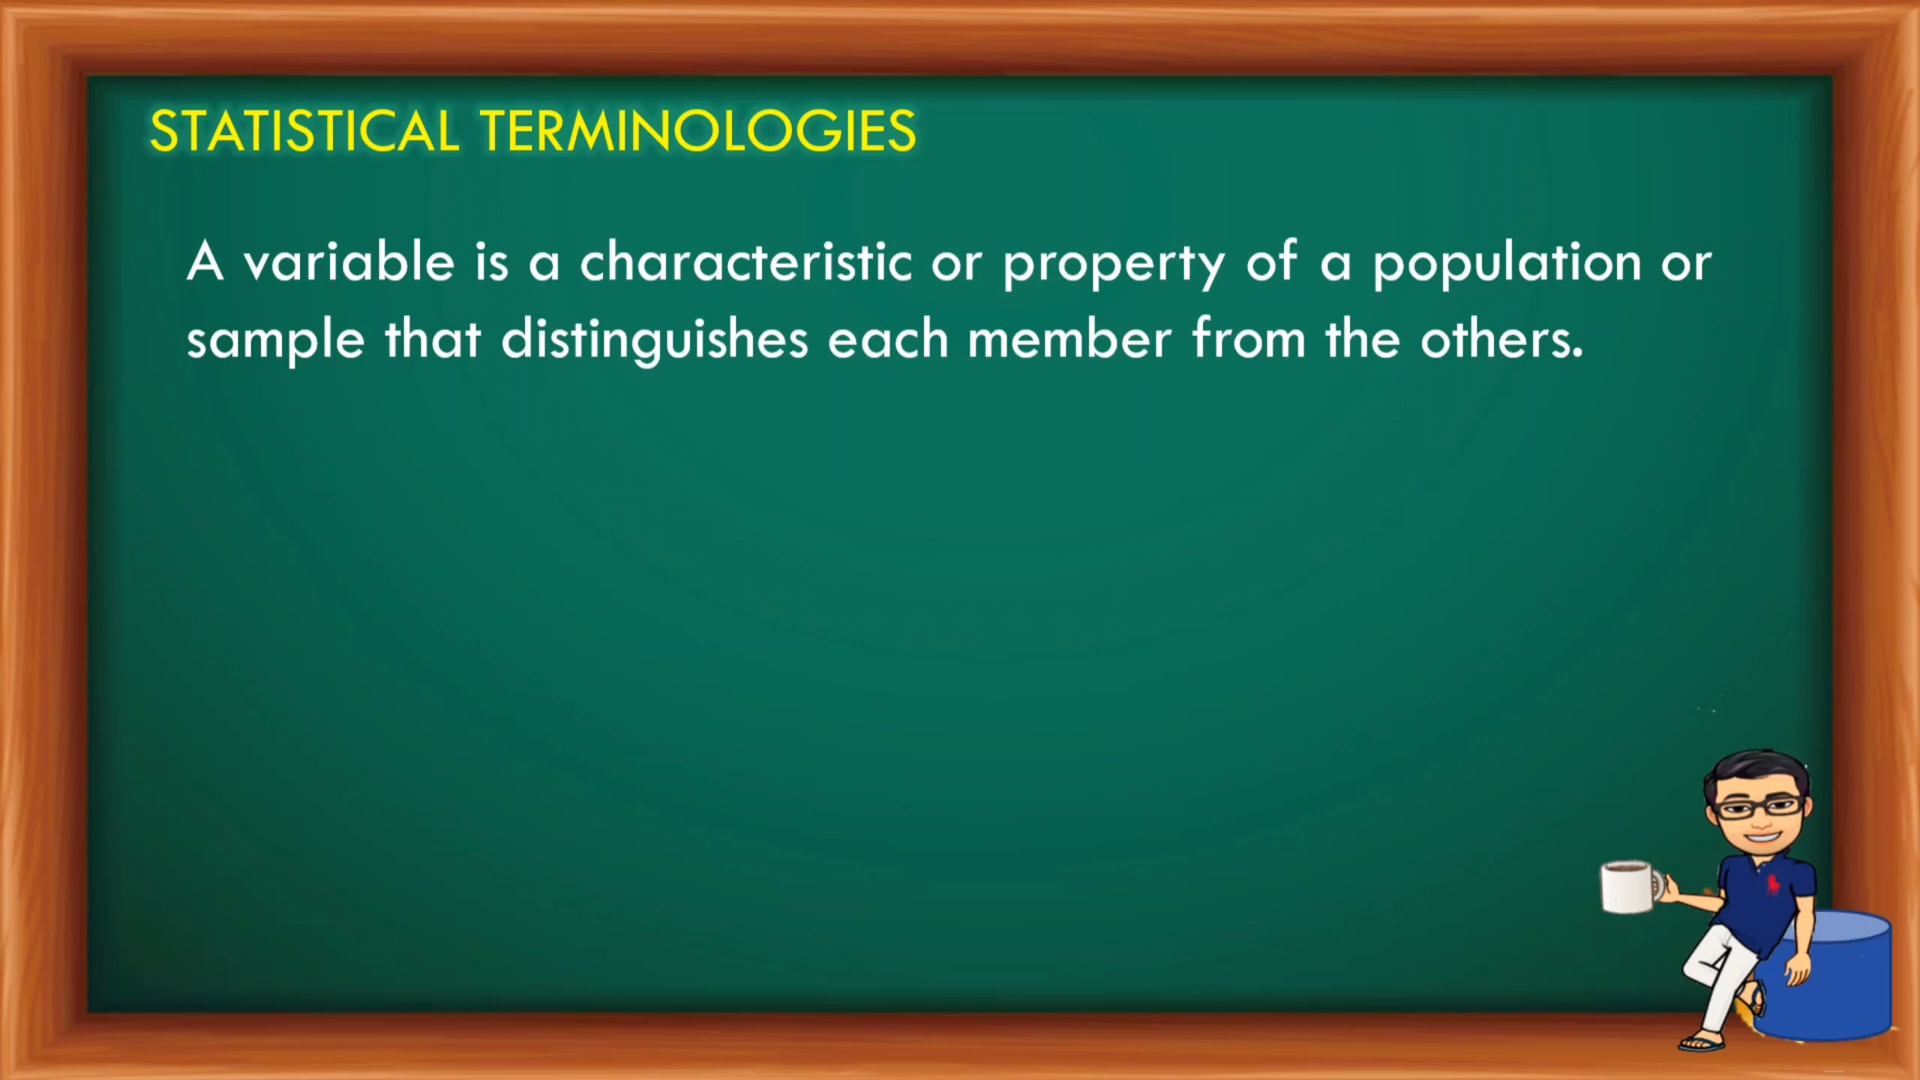 STATISTICAL TERMINOLOGIES
A variable is a characteristic or property of a population or
sample that distinguishes each member from the others.